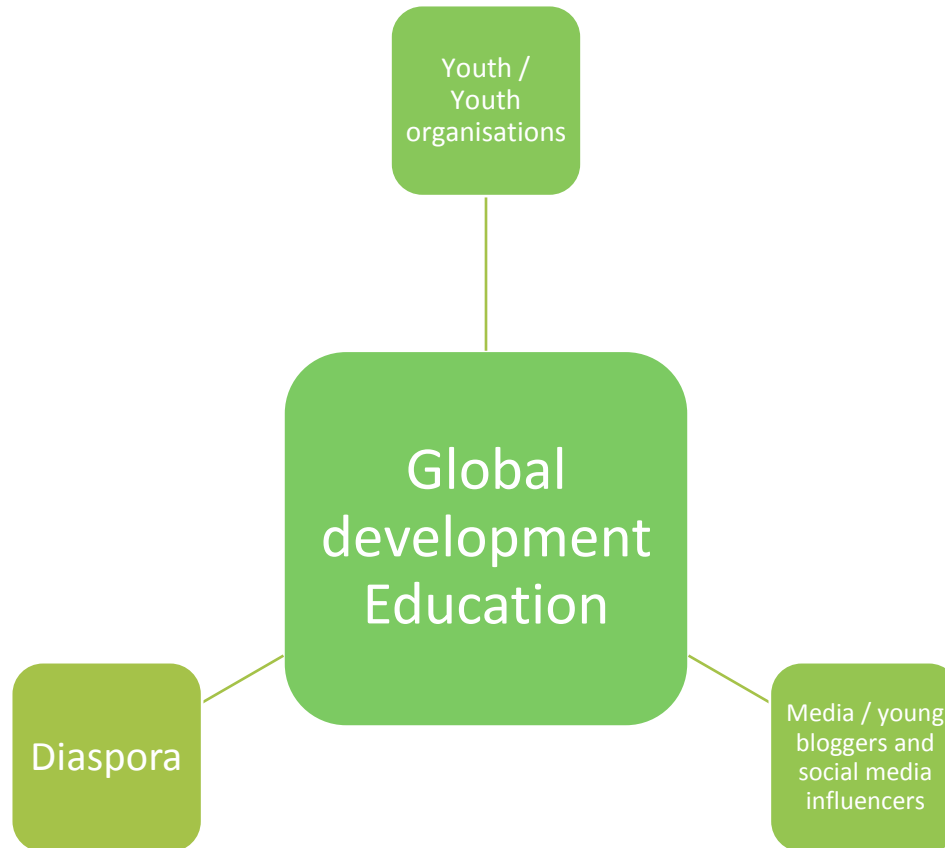 Youth /
Youth
organisations
Global
development
Education
Diaspora
Media / young
bloggers and
social media
influencers